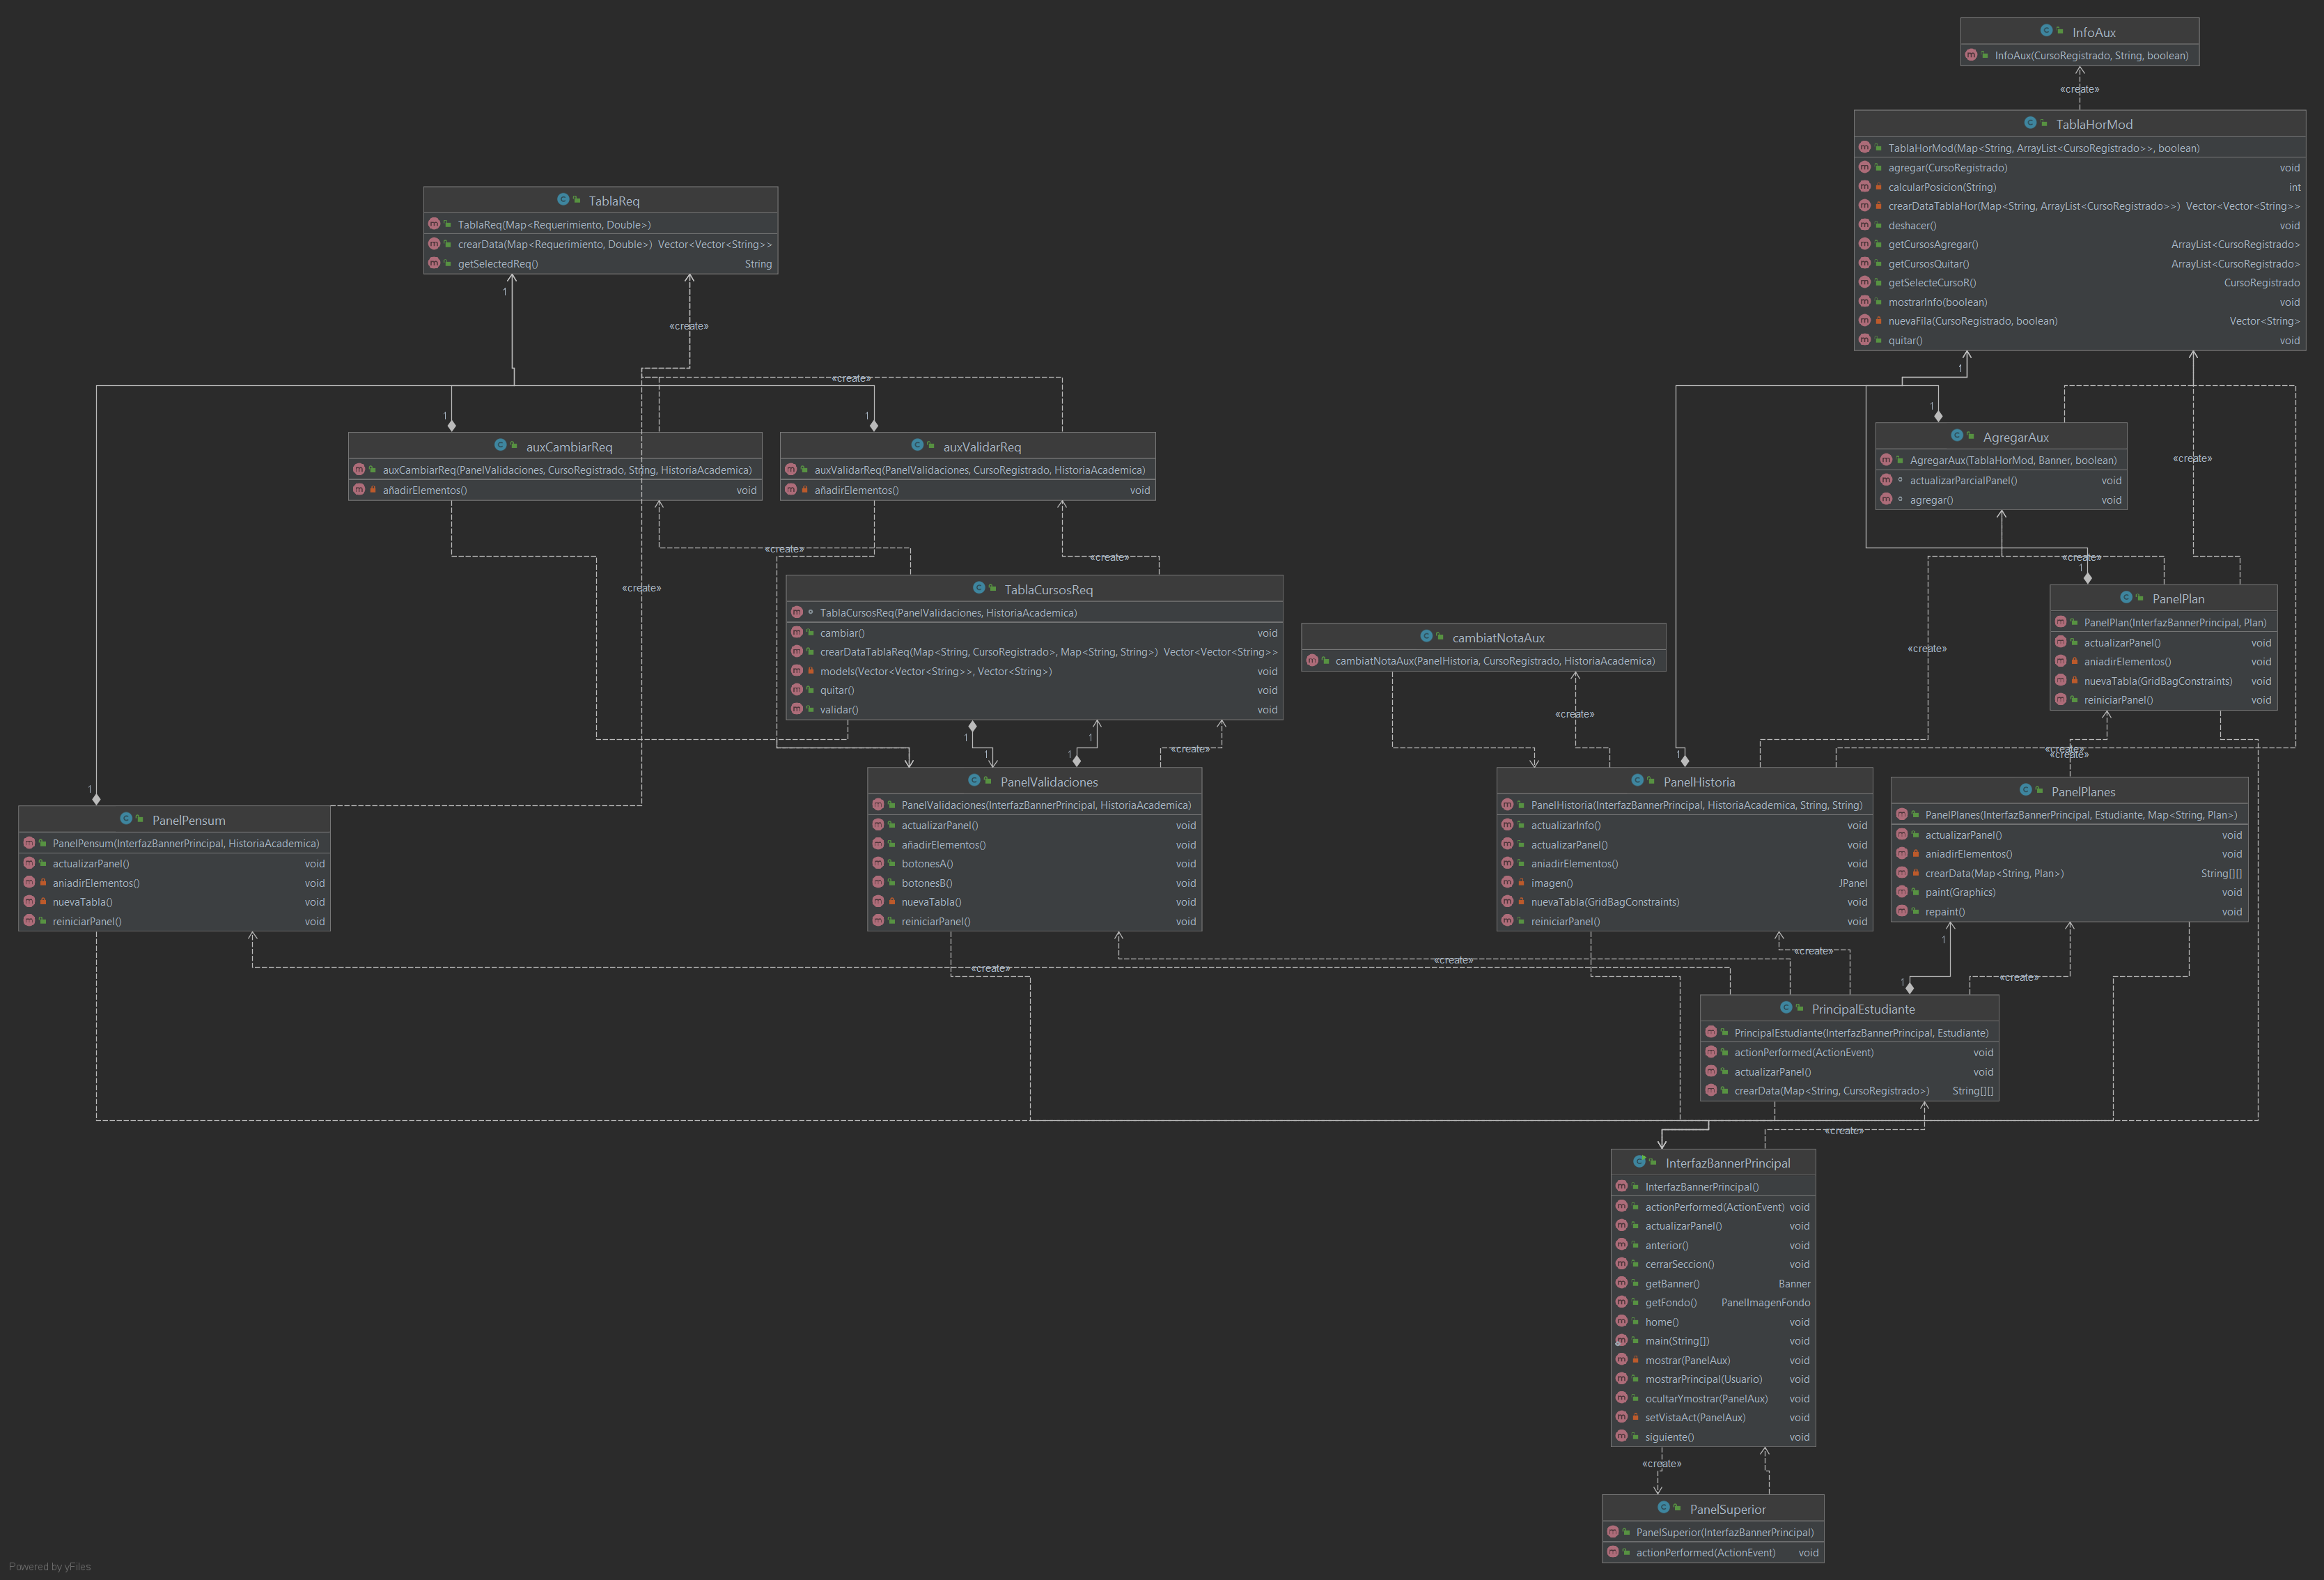 InfoAux
InfoAux(CursoRegistrado, String, boolean)
«create»
TablaHorMod
TablaHorMod(Map<String, ArrayList<CursoRegistrado>>, boolean)
agregar(CursoRegistrado) void
calcularPosicion(String) int
crearDataTablaHor(Map<String, ArrayList<CursoRegistrado>>) Vector<Vector<String>>
deshacer() void
getCursosAgregar() ArrayList<CursoRegistrado>
getCursosQuitar() ArrayList<CursoRegistrado>
getSelecteCursoR() CursoRegistrado
mostrarInfo(boolean) void
nuevaFila(CursoRegistrado, boolean) Vector<String>
quitar() void
TablaReq
TablaReq(Map<Requerimiento, Double>)
crearData(Map<Requerimiento, Double>) Vector<Vector<String>>
getSelectedReq() String
1
«create»
1
«create»
1
1
1
auxCambiarReq
auxCambiarReq(PanelValidaciones, CursoRegistrado, String, HistoriaAcademica)
añadirElementos() void
auxValidarReq
auxValidarReq(PanelValidaciones, CursoRegistrado, HistoriaAcademica)
añadirElementos() void
AgregarAux
AgregarAux(TablaHorMod, Banner, boolean)
actualizarParcialPanel() void
agregar() void
«create»
«create»
«create»
«create»
1
«create»
«create»
TablaCursosReq
TablaCursosReq(PanelValidaciones, HistoriaAcademica)
cambiar() void
crearDataTablaReq(Map<String, CursoRegistrado>, Map<String, String>) Vector<Vector<String>>
models(Vector<Vector<String>>, Vector<String>) void
quitar() void
validar() void
cambiatNotaAux
cambiatNotaAux(PanelHistoria, CursoRegistrado, HistoriaAcademica)
PanelPlan
PanelPlan(InterfazBannerPrincipal, Plan)
actualizarPanel() void
aniadirElementos() void
nuevaTabla(GridBagConstraints) void
reiniciarPanel() void
«create»
1
1
1
1
«create»
1
«create»
«create»
1
PanelPensum
PanelPensum(InterfazBannerPrincipal, HistoriaAcademica)
actualizarPanel() void
aniadirElementos() void
nuevaTabla() void
reiniciarPanel() void
PanelValidaciones
PanelValidaciones(InterfazBannerPrincipal, HistoriaAcademica)
actualizarPanel() void
añadirElementos() void
botonesA() void
botonesB() void
nuevaTabla() void
reiniciarPanel() void
PanelHistoria
PanelHistoria(InterfazBannerPrincipal, HistoriaAcademica, String, String)
actualizarInfo() void
actualizarPanel() void
aniadirElementos() void
imagen() JPanel
nuevaTabla(GridBagConstraints) void
reiniciarPanel() void
PanelPlanes
PanelPlanes(InterfazBannerPrincipal, Estudiante, Map<String, Plan>)
actualizarPanel() void
aniadirElementos() void
crearData(Map<String, Plan>) String[][]
paint(Graphics) void
repaint() void
1
«create»
«create»
«create»
«create»
1
PrincipalEstudiante
PrincipalEstudiante(InterfazBannerPrincipal, Estudiante)
actionPerformed(ActionEvent) void
actualizarPanel() void
crearData(Map<String, CursoRegistrado>) String[][]
«create»
InterfazBannerPrincipal
InterfazBannerPrincipal()
actionPerformed(ActionEvent) void
actualizarPanel() void
anterior() void
cerrarSeccion() void
getBanner() Banner
getFondo() PanelImagenFondo
home() void
main(String[]) void
mostrar(PanelAux) void
mostrarPrincipal(Usuario) void
ocultarYmostrar(PanelAux) void
setVistaAct(PanelAux) void
siguiente() void
«create»
PanelSuperior
PanelSuperior(InterfazBannerPrincipal)
actionPerformed(ActionEvent) void
Powered by yFiles